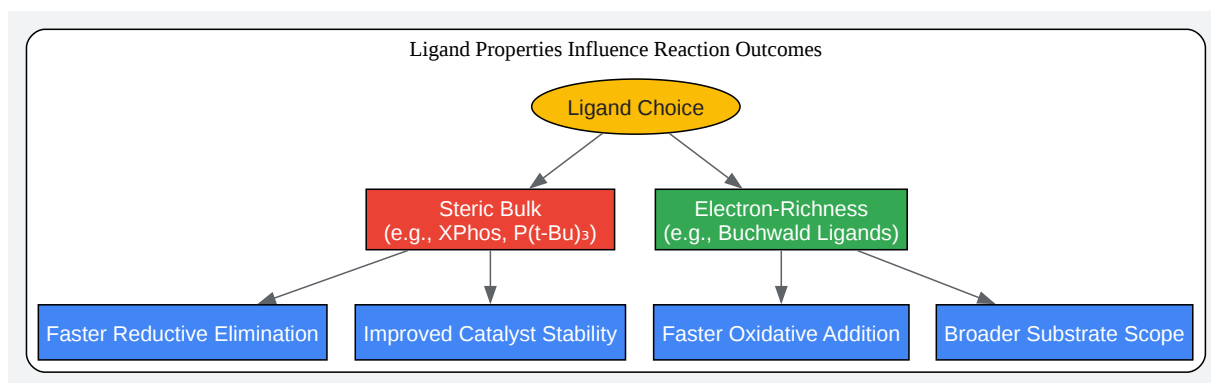 Ligand Properties Influence Reaction Outcomes
Ligand Choice
Steric Bulk
(e.g., XPhos, P(t-Bu)₃)
Electron-Richness
(e.g., Buchwald Ligands)
Faster Reductive Elimination
Improved Catalyst Stability
Faster Oxidative Addition
Broader Substrate Scope